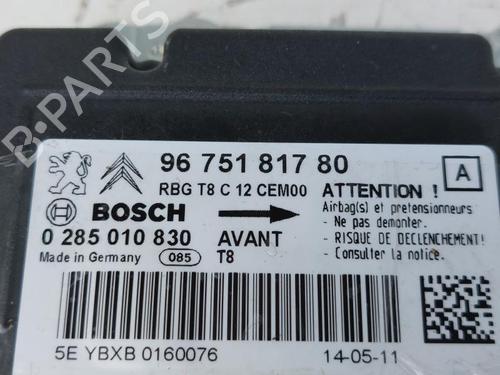 96 751 817 80
RBG T8 C 12 CEM00
A
ATTENTION !
Airbag(s) et pretensionneurs
- Ne pas demonter.
- RISQUE DE DECLENCHEMENT!
- Consulter la notice.
BOSCH
0 285 010 830
AVANT
Made in Germany
085
T8
5E YBXB 0160076
14-05-11
B-PARTS